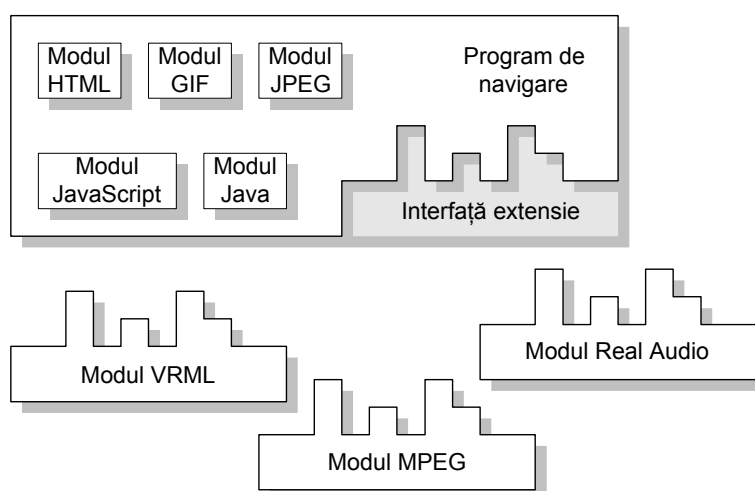 Modul
HTML
Modul
GIF
Modul
JPEG
Program de
navigare
Modul
JavaScript
Modul
Java
Interfață extensie
Modul VRML
Modul Real Audio
Modul MPEG